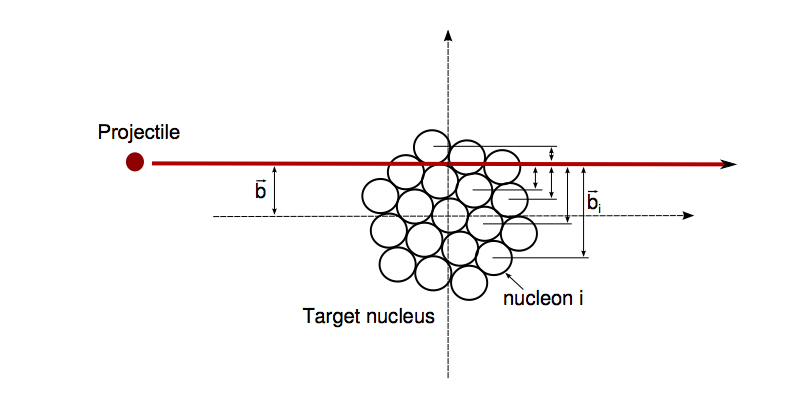 Projectile
b⃗
b⃗ᵢ
nucleon i
Target nucleus